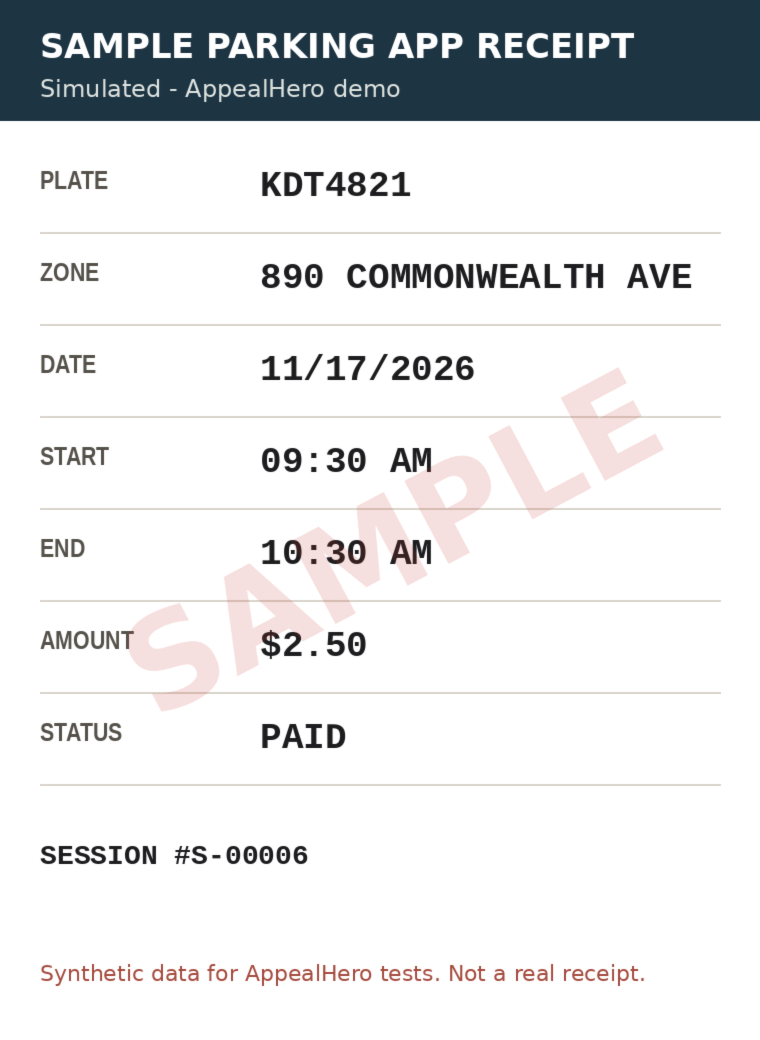 SAMPLE PARKING APP RECEIPT
Simulated - AppealHero demo
PLATE KDT4821
ZONE 890 COMMONWEALTH AVE
DATE 11/17/2026
START 09:30 AM
END 10:30 AM
AMOUNT $2.50
STATUS PAID
SAMPLE
SESSION #S-00006
Synthetic data for AppealHero tests. Not a real receipt.